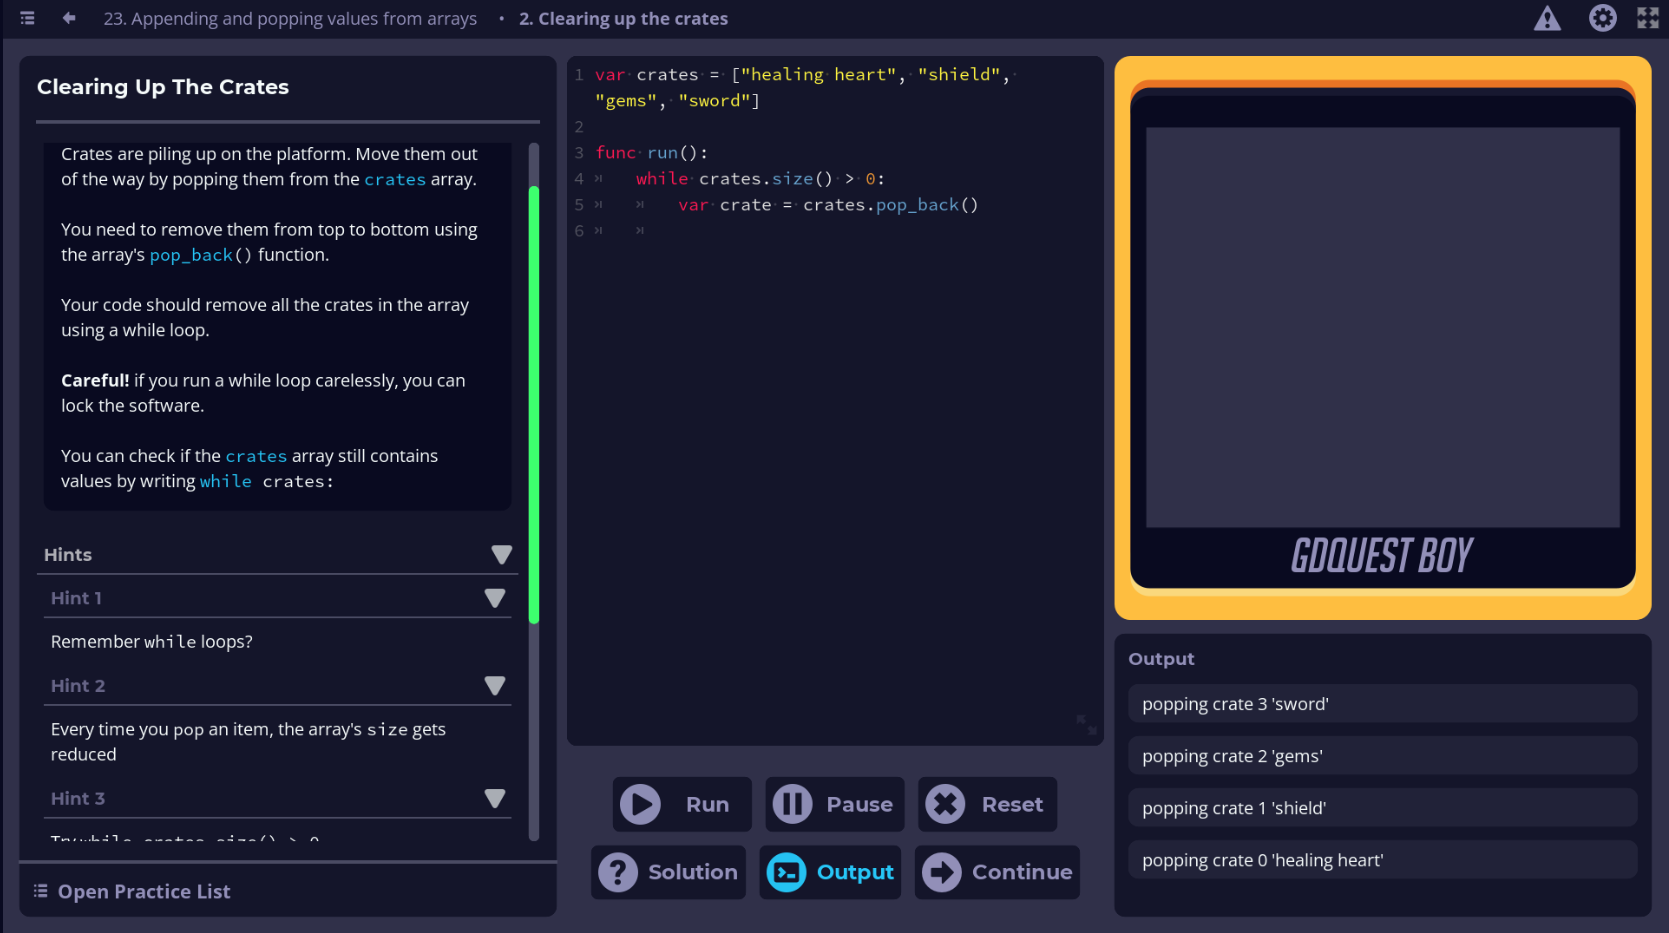 23. Appending and popping values from arrays • 2. Clearing up the crates
Clearing Up The Crates
Crates are piling up on the platform. Move them out
of the way by popping them from the crates array.
You need to remove them from top to bottom using
the array's pop_back() function.
Your code should remove all the crates in the array
using a while loop.
Careful! if you run a while loop carelessly, you can
lock the software.
You can check if the crates array still contains
values by writing while crates:
Hints
Hint 1
Remember while loops?
Hint 2
Every time you pop an item, the array's size gets
reduced
Hint 3
Try while crates.size() > 0
Open Practice List
1 var crates = ["healing heart", "shield",
"gems", "sword"]
2
3 func run():
4 while crates.size() > 0:
5 var crate = crates.pop_back()
6
Run
Pause
Reset
Solution
Output
Continue
GDQUEST BOY
Output
popping crate 3 'sword'
popping crate 2 'gems'
popping crate 1 'shield'
popping crate 0 'healing heart'